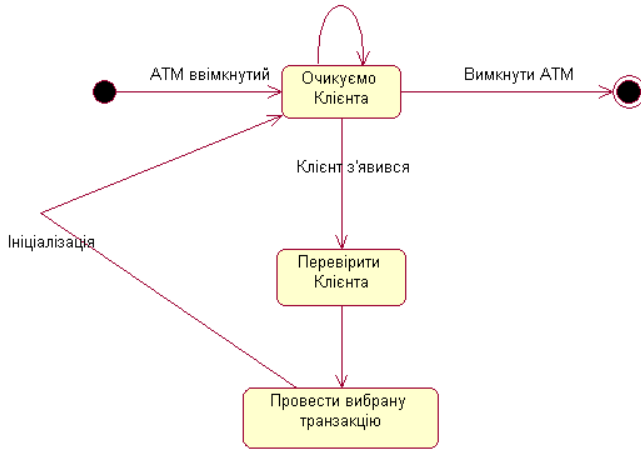 АТМ ввімкнутий
Очикуємо
Клієнта
Вимкнути АТМ
Клієнт з'явився
Ініціалізація
Перевірити
Клієнта
Провести вибрану
транзакцію